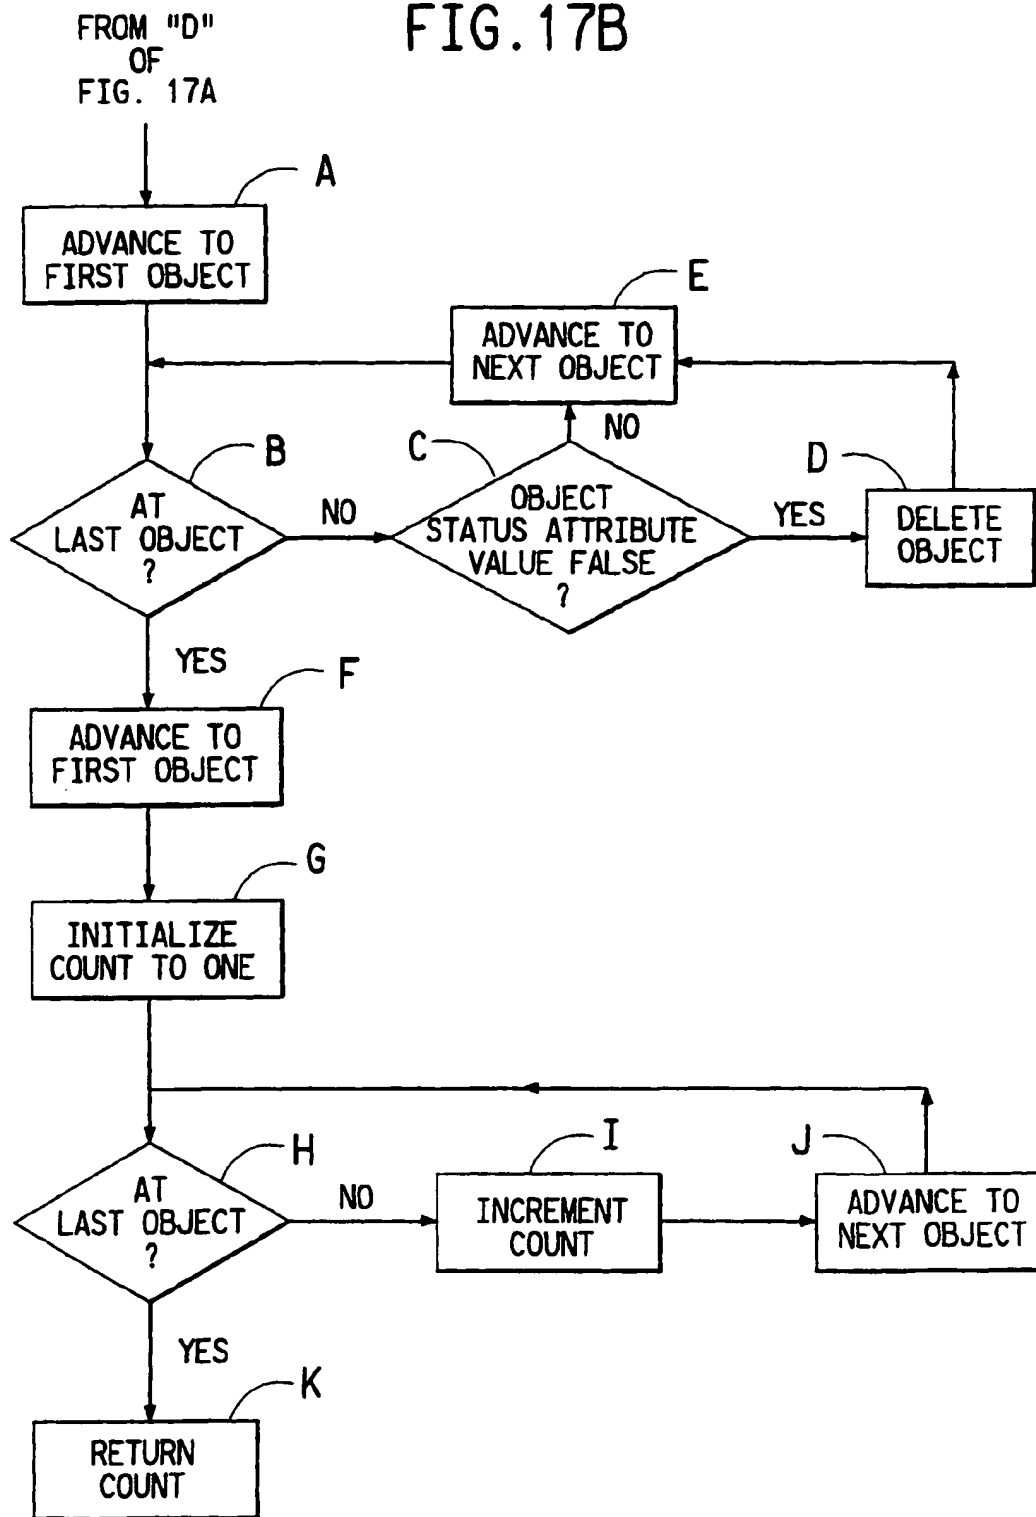 FIG.17B
FROM "D"
OF
FIG. 17A
A
ADVANCE TO
FIRST OBJECT
E
ADVANCE TO
NEXT OBJECT
B
AT
LAST OBJECT
?
NO
C
NO
OBJECT
STATUS ATTRIBUTE
VALUE FALSE
?
YES
D
DELETE
OBJECT
YES
F
ADVANCE TO
FIRST OBJECT
G
INITIALIZE
COUNT TO ONE
H
AT
LAST OBJECT
?
NO
I
INCREMENT
COUNT
J
ADVANCE TO
NEXT OBJECT
YES
K
RETURN
COUNT